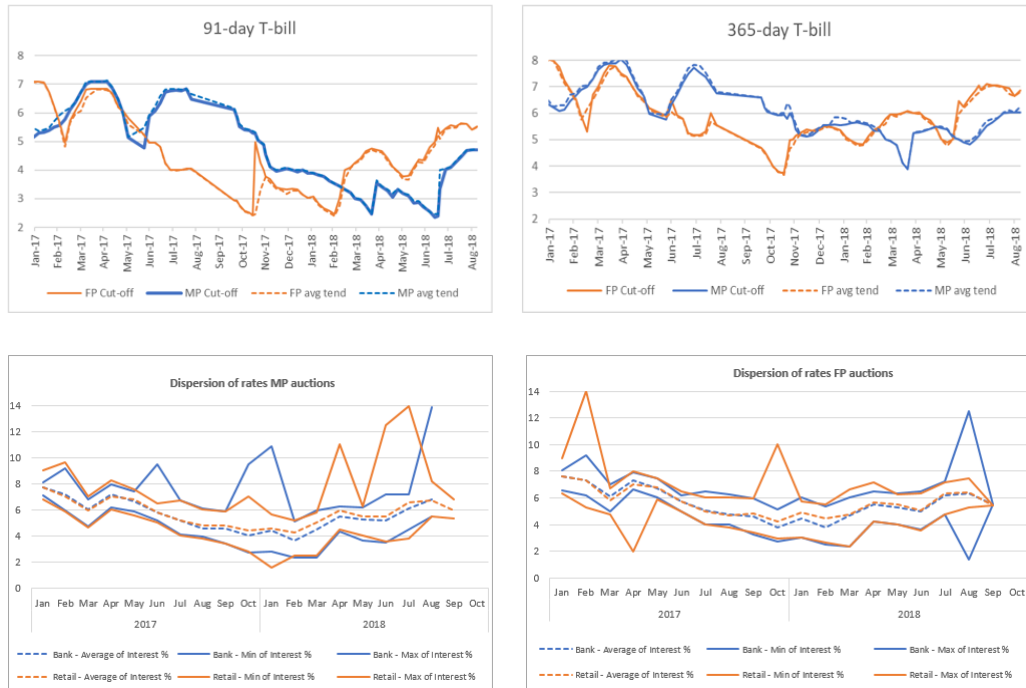 91-day T-bill
8
7
6
5
4
3
2
Jan-17
Feb-17
Mar-17
Apr-17
May-17
Jun-17
Jul-17
Aug-17
Sep-17
Oct-17
Nov-17
Dec-17
Jan-18
Feb-18
Mar-18
Apr-18
May-18
Jun-18
Jul-18
Aug-18
FP Cut-off MP Cut-off FP avg tend MP avg tend
365-day T-bill
8
7
6
5
4
3
2
Jan-17
Feb-17
Mar-17
Apr-17
May-17
Jun-17
Jul-17
Aug-17
Sep-17
Oct-17
Nov-17
Dec-17
Jan-18
Feb-18
Mar-18
Apr-18
May-18
Jun-18
Jul-18
Aug-18
FP Cut-off MP Cut-off FP avg tend MP avg tend
Dispersion of rates MP auctions
14
12
10
8
6
4
2
0
Jan Feb Mar Apr May Jun Jul Aug Sep Oct Jan Feb Mar Apr May Jun Jul Aug Sep Oct
2017 2018
Bank - Average of Interest % Bank - Min of Interest % Bank - Max of Interest %
Retail - Average of Interest % Retail - Min of Interest % Retail - Max of Interest %
Dispersion of rates FP auctions
14
12
10
8
6
4
2
0
Jan Feb Mar Apr May Jun Jul Aug Sep Oct Jan Feb Mar Apr May Jun Jul Aug Sep Oct
2017 2018
Bank - Average of Interest % Bank - Min of Interest % Bank - Max of Interest %
Retail - Average of Interest % Retail - Min of Interest % Retail - Max of Interest %